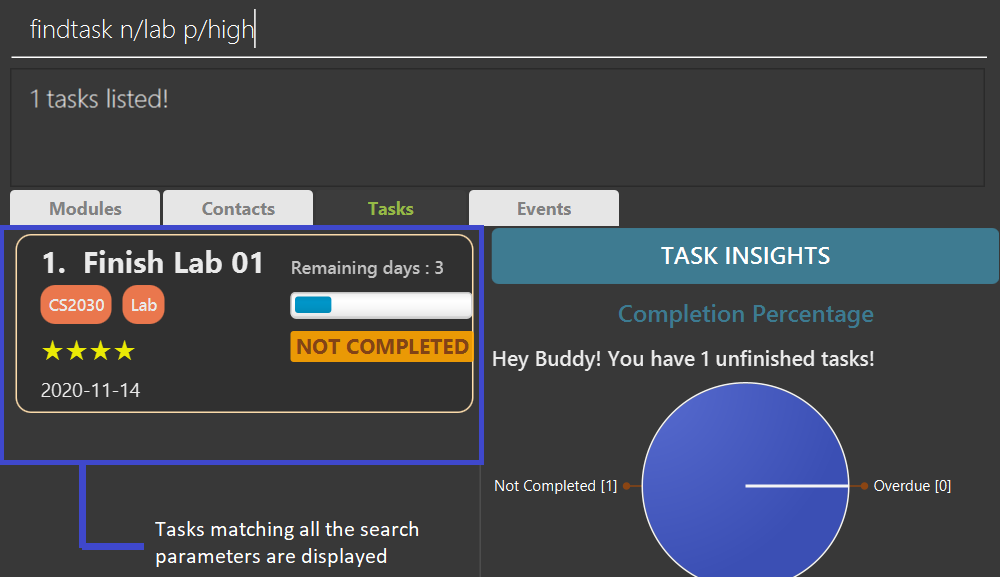 findtask n/lab p/high
1 tasks listed!
Modules
Contacts
Tasks
Events
1. Finish Lab 01
CS2030
Lab
2020-11-14
Remaining days : 3
NOT COMPLETED
TASK INSIGHTS
Completion Percentage
Hey Buddy! You have 1 unfinished tasks!
Not Completed [1]
Overdue [0]
Tasks matching all the search
parameters are displayed